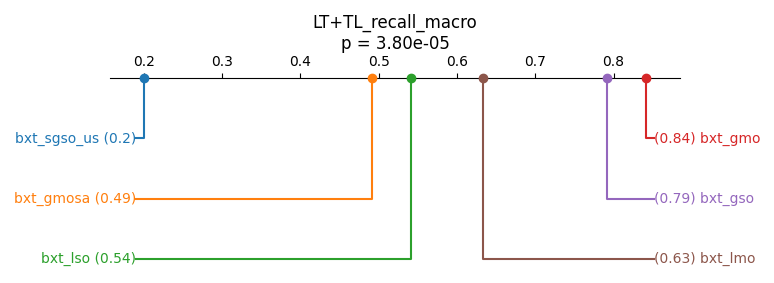 LT+TL_recall_macro
p = 3.80e-05
0.2 0.3 0.4 0.5 0.6 0.7 0.8
bxt_sgso_us (0.2) (0.84) bxt_gmo
bxt_gmosa (0.49) (0.79) bxt_gso
bxt_lso (0.54) (0.63) bxt_lmo